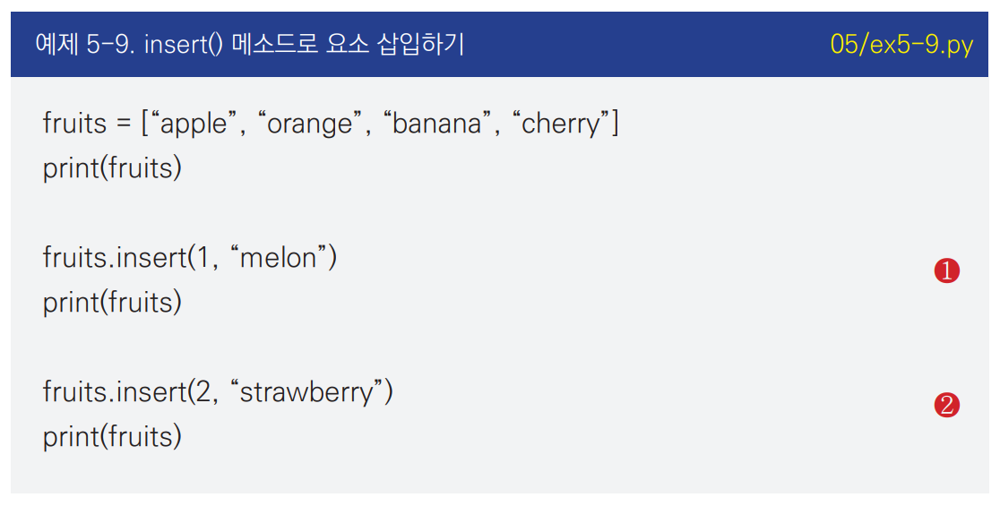 예제 5-9. insert() 메소드로 요소 삽입하기 05/ex5-9.py
fruits = [“apple”, “orange”, “banana”, “cherry”]
print(fruits)
fruits.insert(1, “melon”)
❶
print(fruits)
fruits.insert(2, “strawberry”)
❷
print(fruits)